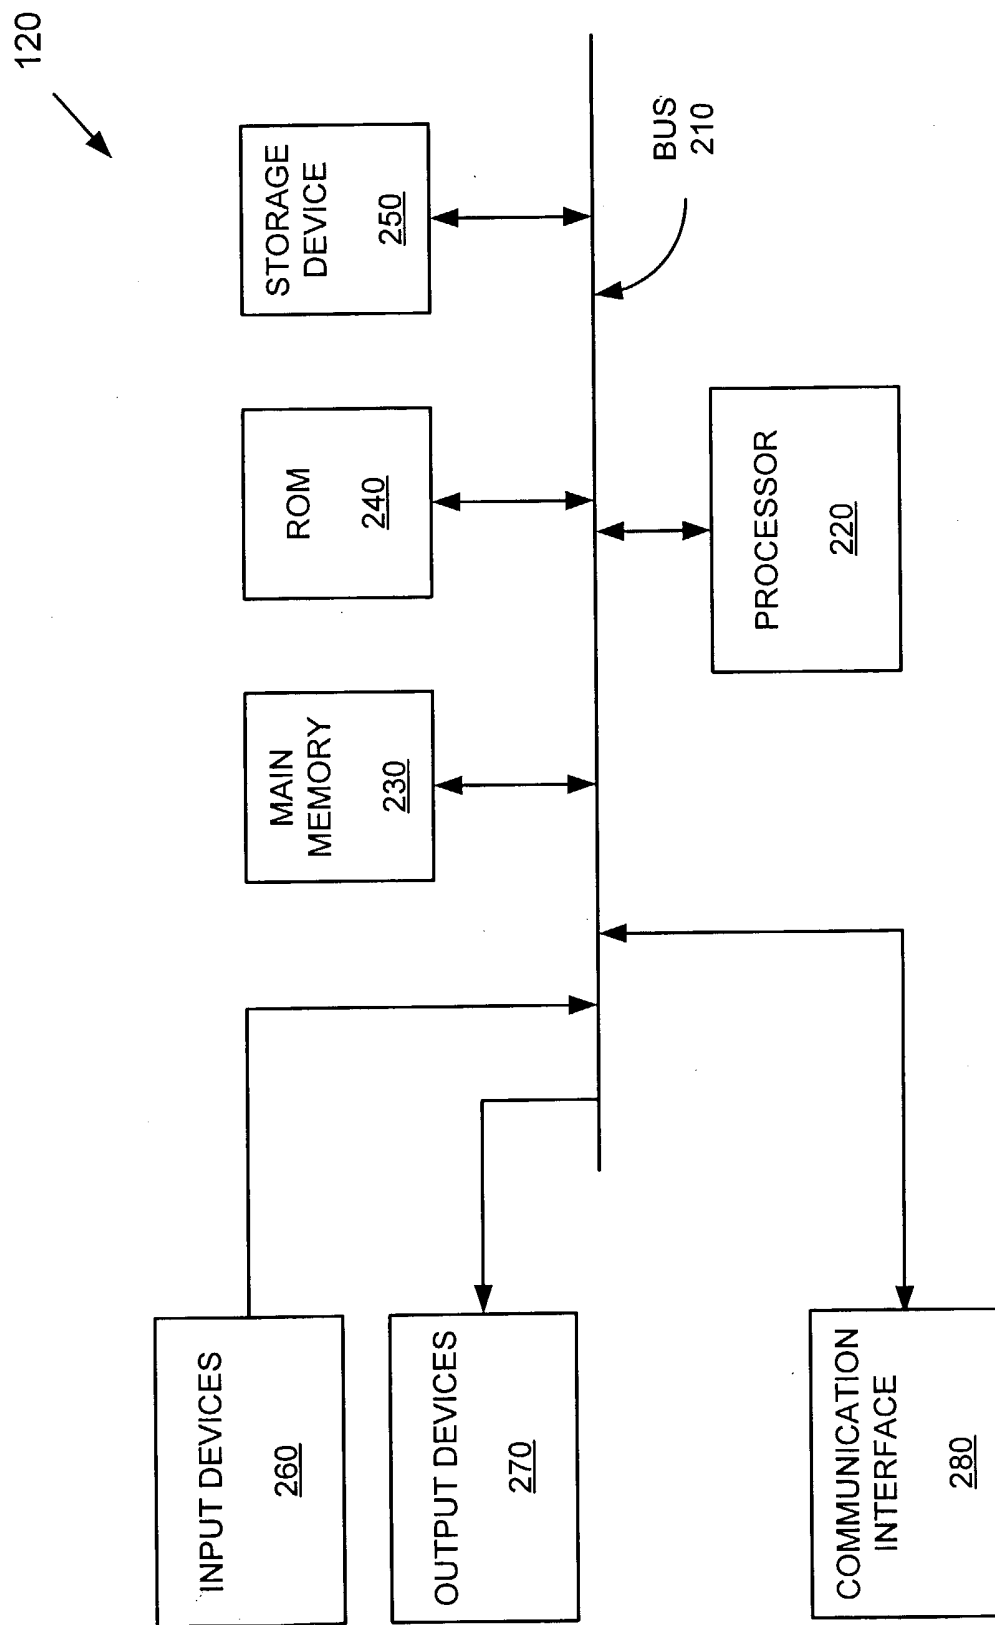 120
INPUT DEVICES
260
MAIN
MEMORY
230
ROM
240
STORAGE
DEVICE
250
OUTPUT DEVICES
270
BUS
210
PROCESSOR
220
COMMUNICATION
INTERFACE
280